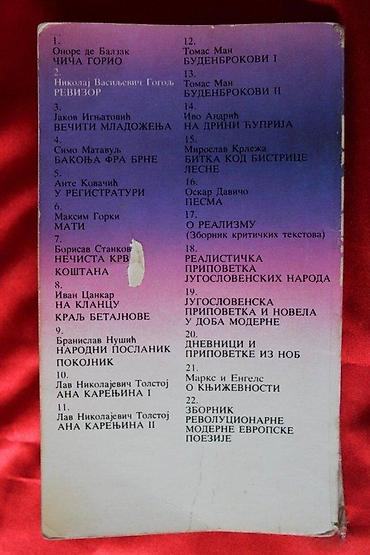 1.
Оноре де Балзак
ЧИЧА ГОРИО
2.
Николај Васиљевич Гогољ
РЕВИЗОР
3.
Јаков Игњатовић
ВЕЧИТИ МЛАДОЖЕЊА
4.
Симо Матавуљ
БАКОЊА ФРА БРНЕ
5.
Анте Ковачић
У РЕГИСТРАТУРИ
6.
Максим Горки
МАТИ
7.
Борисав Станков
НЕЧИСТА КРВ
КОШТАНА
8.
Иван Цанкар
НА КЛАНЦУ
КРАЉ БЕТАЈНОВЕ
9.
Бранислав Нушић
НАРОДНИ ПОСЛАНИК
ПОКОЈНИК
10.
Лав Николајевич Толстој
АНА КАРЕЊИНА I
11.
Лав Николајевич Толстој
АНА КАРЕЊИНА II
12.
Томас Ман
БУДЕНБРОКОВИ I
13.
Томас Ман
БУДЕНБРОКОВИ II
14.
Иво Андрић
НА ДРИНИ ЋУПРИЈА
15.
Мирослав Крлежа
БИТКА КОД БИСТРИЦЕ
ЛЕСНЕ
16.
Оскар Давичо
ПЕСМА
17.
О РЕАЛИЗМУ
(Зборник критичких текстова)
18.
РЕАЛИСТИЧКА
ПРИПОВЕТКА
ЈУГОСЛОВЕНСКИХ НАРОДА
19.
ЈУГОСЛОВЕНСКА
ПРИПОВЕТКА И НОВЕЛА
У ДОБА МОДЕРНЕ
20.
ДНЕВНИЦИ И
ПРИПОВЕТКЕ ИЗ НОБ
21.
Маркс и Енгелс
О КЊИЖЕВНОСТИ
22.
ЗБОРНИК
РЕВОЛУЦИОНАРНЕ
МОДЕРНЕ ЕВРОПСКЕ
ПОЕЗИЈЕ